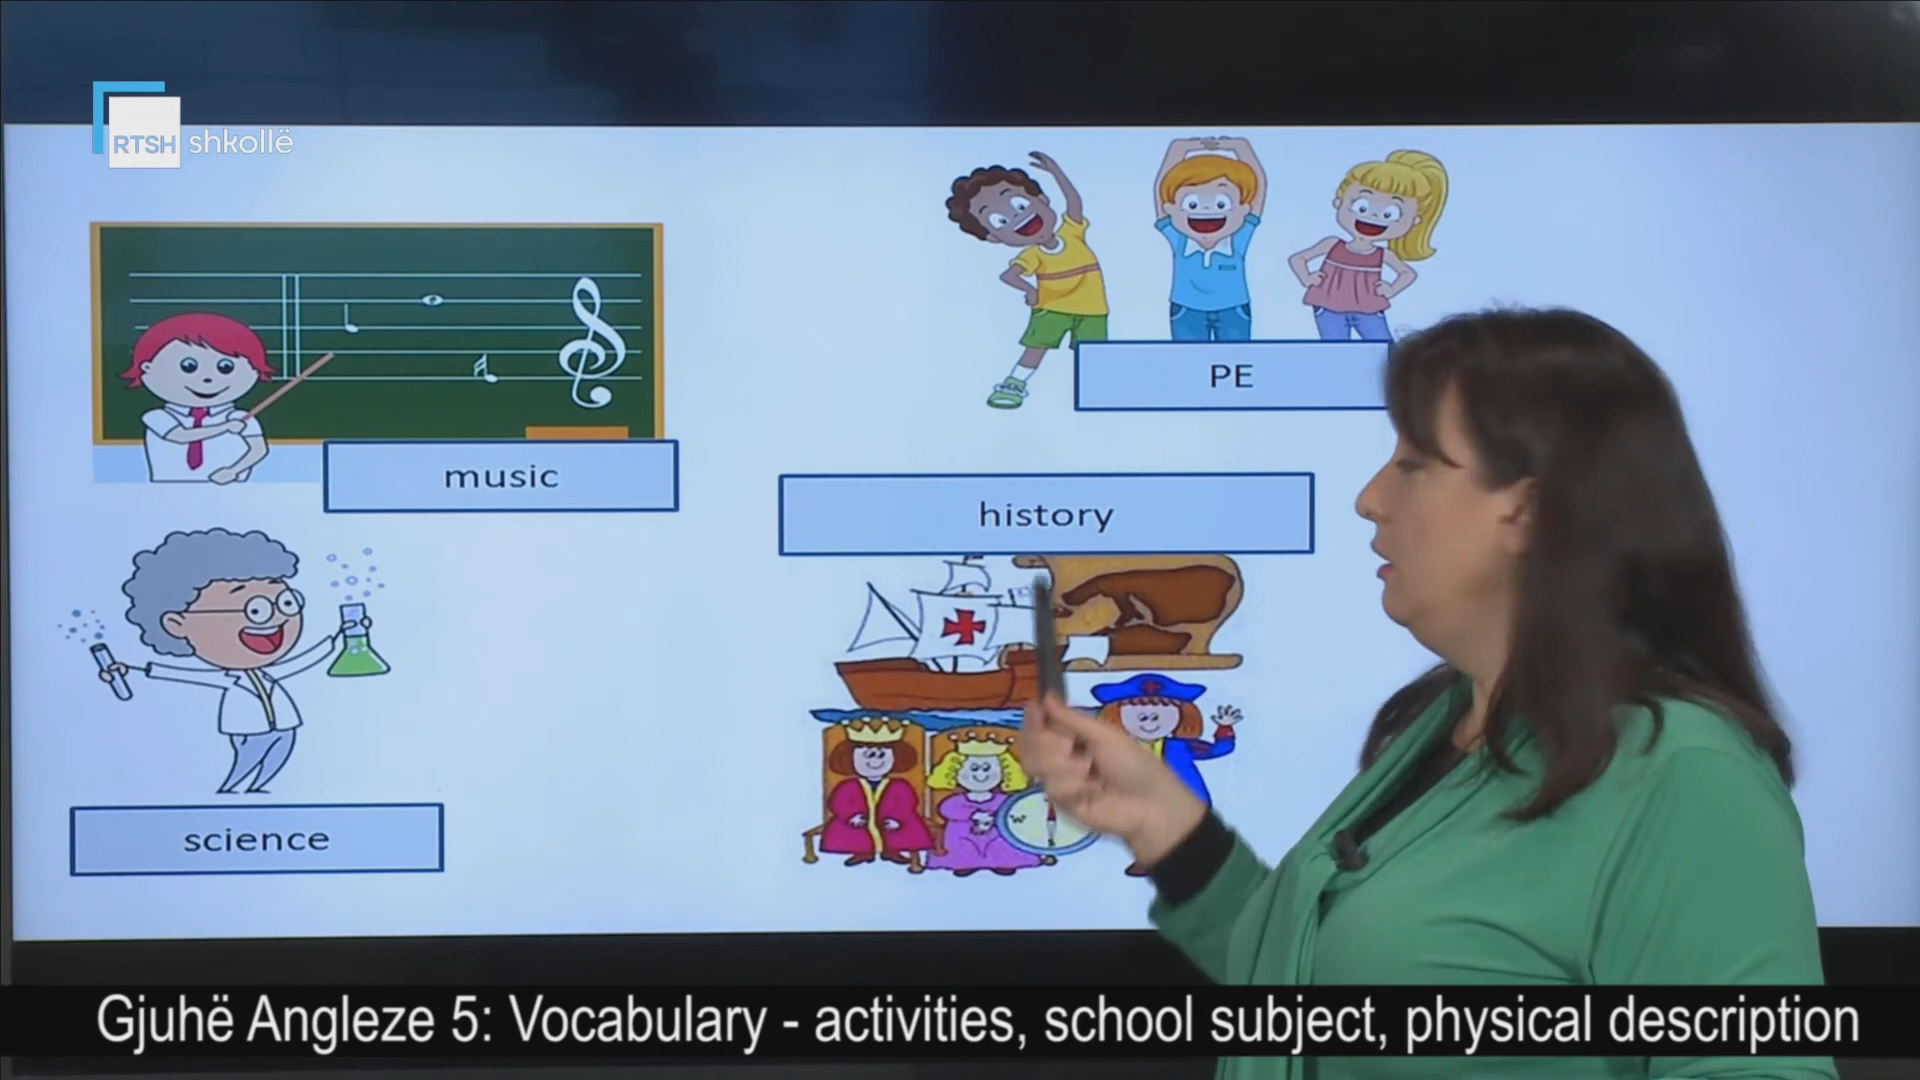 RTSH shkollë
PE
music
history
science
Gjuhë Angleze 5: Vocabulary - activities, school subject, physical description